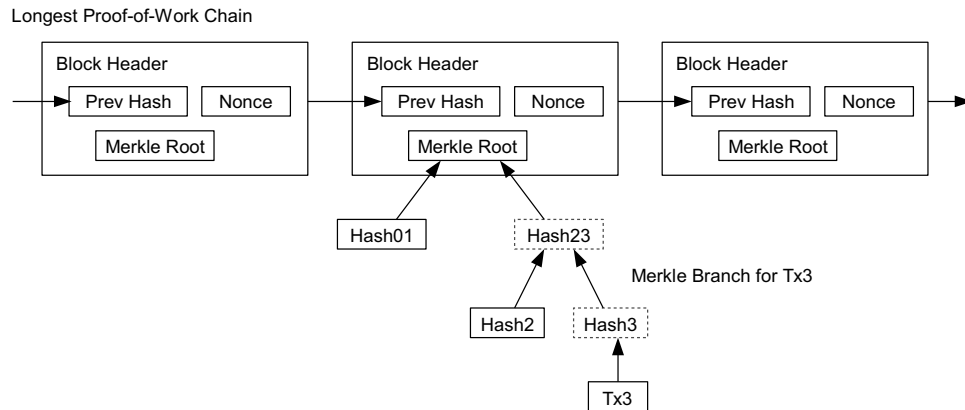 Longest Proof-of-Work Chain
Block Header
Prev Hash
Nonce
Merkle Root
Block Header
Prev Hash
Nonce
Merkle Root
Block Header
Prev Hash
Nonce
Merkle Root
Hash01
Hash23
Merkle Branch for Tx3
Hash2
Hash3
Tx3